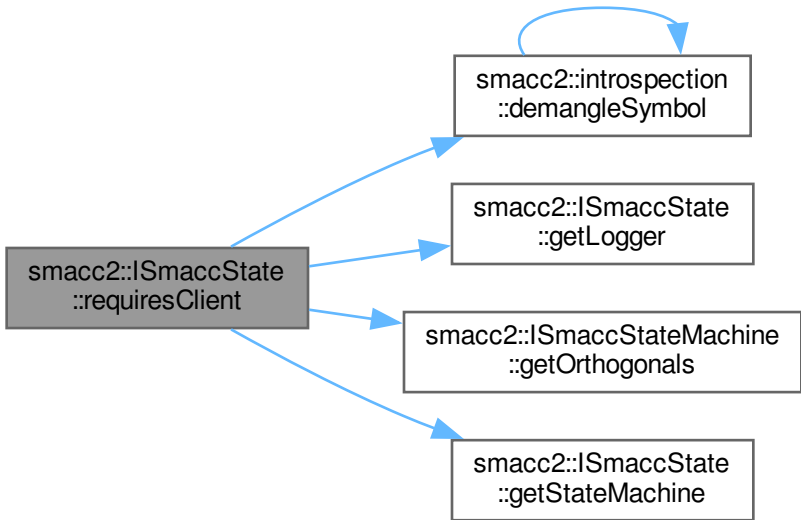 smacc2::introspection
::demangleSymbol
smacc2::ISmaccState
::getLogger
smacc2::ISmaccState
::requiresClient
smacc2::ISmaccStateMachine
::getOrthogonals
smacc2::ISmaccState
::getStateMachine